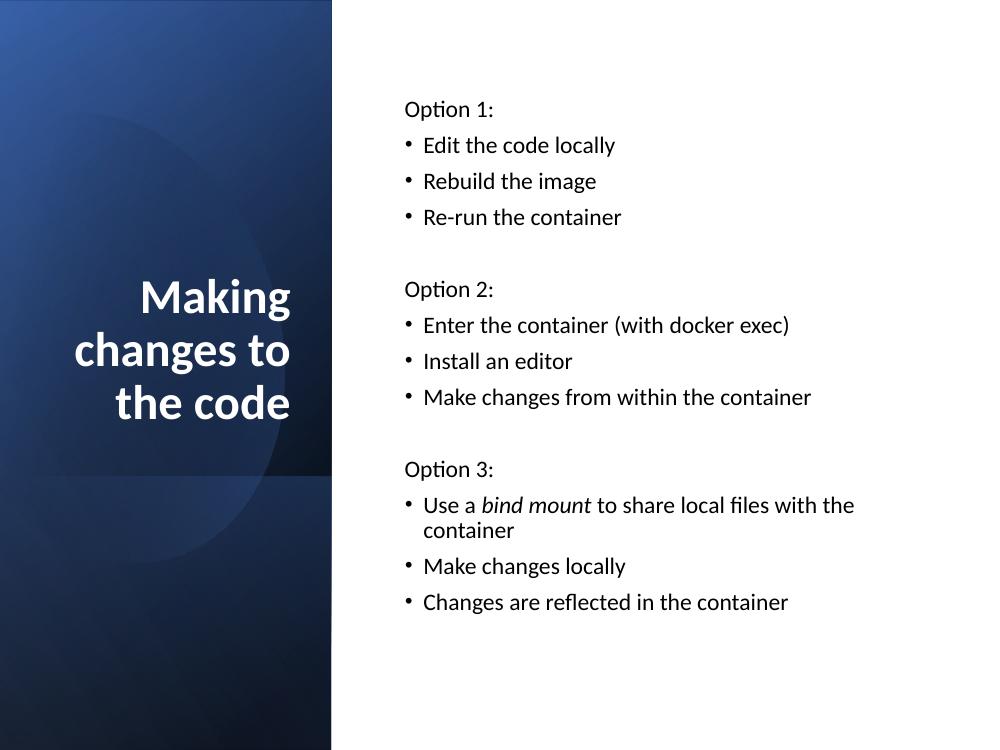 Making
changes to
the code
Option 1:
• Edit the code locally
• Rebuild the image
• Re-run the container
Option 2:
• Enter the container (with docker exec)
• Install an editor
• Make changes from within the container
Option 3:
• Use a bind mount to share local files with the
container
• Make changes locally
• Changes are reflected in the container